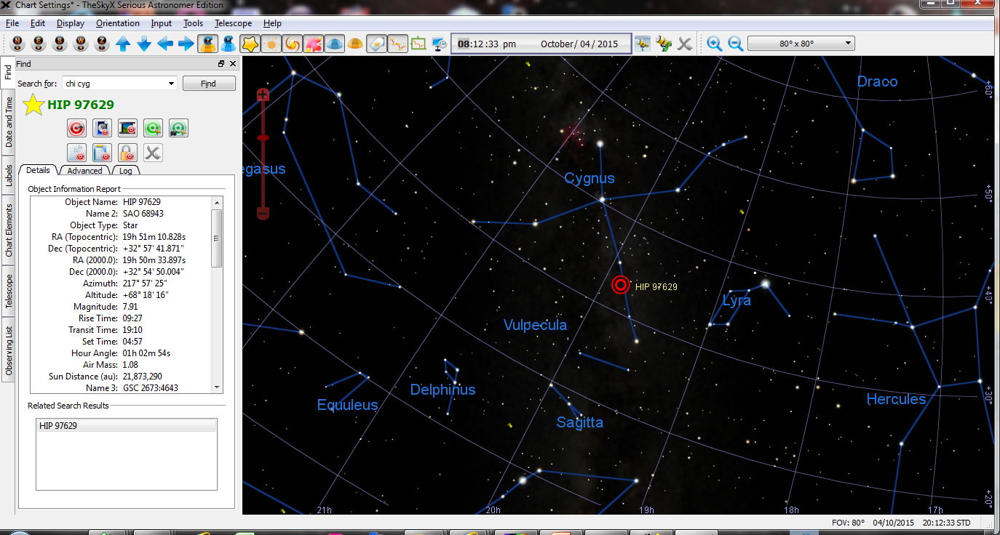 Chart Settings* - TheSkyX Serious Astronomer Edition
File Edit Display Orientation Input Tools Telescope Help
N E S W Z
08:12:33 pm October/ 04 / 2015
80° x 80°
Find
Search for: chi cyg Find
HIP 97629
Details Advanced Log
Object Information Report
Object Name: HIP 97629
Name 2: SAO 68943
Object Type: Star
RA (Topocentric): 19h 51m 10.828s
Dec (Topocentric): +32° 57' 41.871"
RA (2000.0): 19h 50m 33.897s
Dec (2000.0): +32° 54' 50.004"
Azimuth: 217° 57' 25"
Altitude: +68° 18' 16"
Magnitude: 7.91
Rise Time: 09:27
Transit Time: 19:10
Set Time: 04:57
Hour Angle: 01h 02m 54s
Air Mass: 1.08
Sun Distance (au): 21,873,290
Name 3: GSC 2673:4643
Related Search Results
HIP 97629
Find
Date and Time
Labels
Chart Elements
Telescope
Observing List
Draco
egasus
Cygnus
HIP 97629
Lyra
Vulpecula
Delphinus
Equuleus
Hercules
Sagitta
+60°
+50°
+40°
+30°
+20°
21h 20h 19h 18h 17h
FOV: 80° 04/10/2015 20:12:33 STD